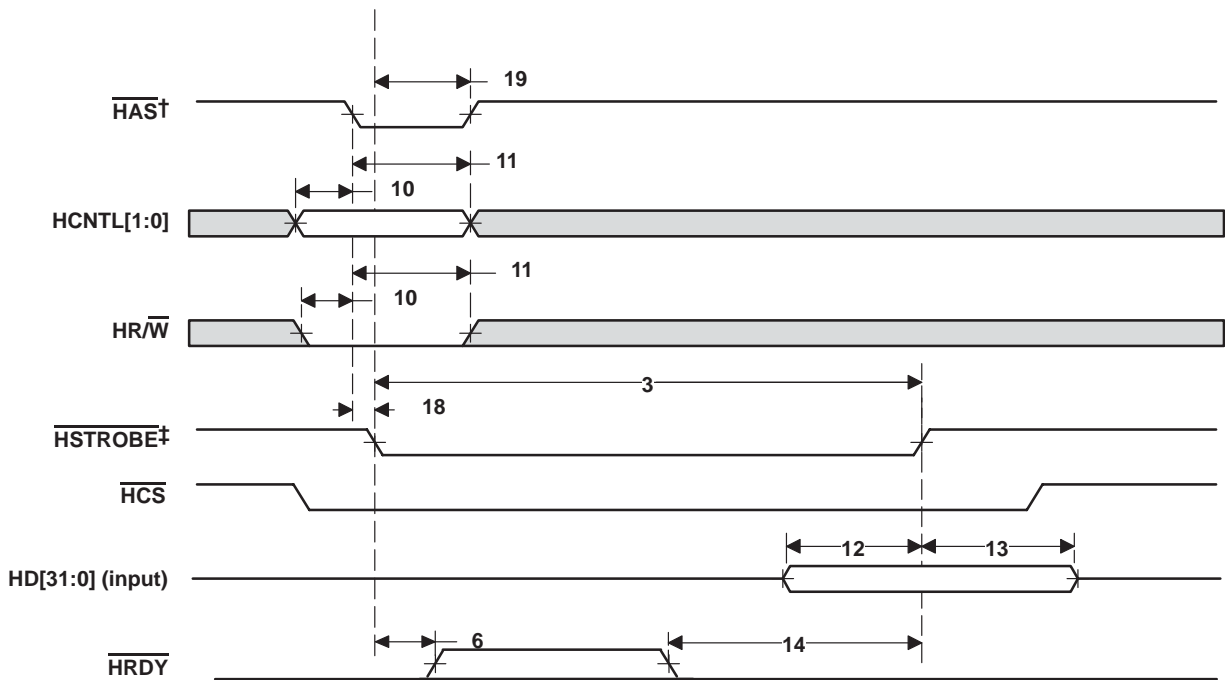 19
HAS†
11
10
HCNTL[1:0]
11
10
HR/W
3
18
HSTROBE‡
HCS
12
13
HD[31:0] (input)
6
14
HRDY